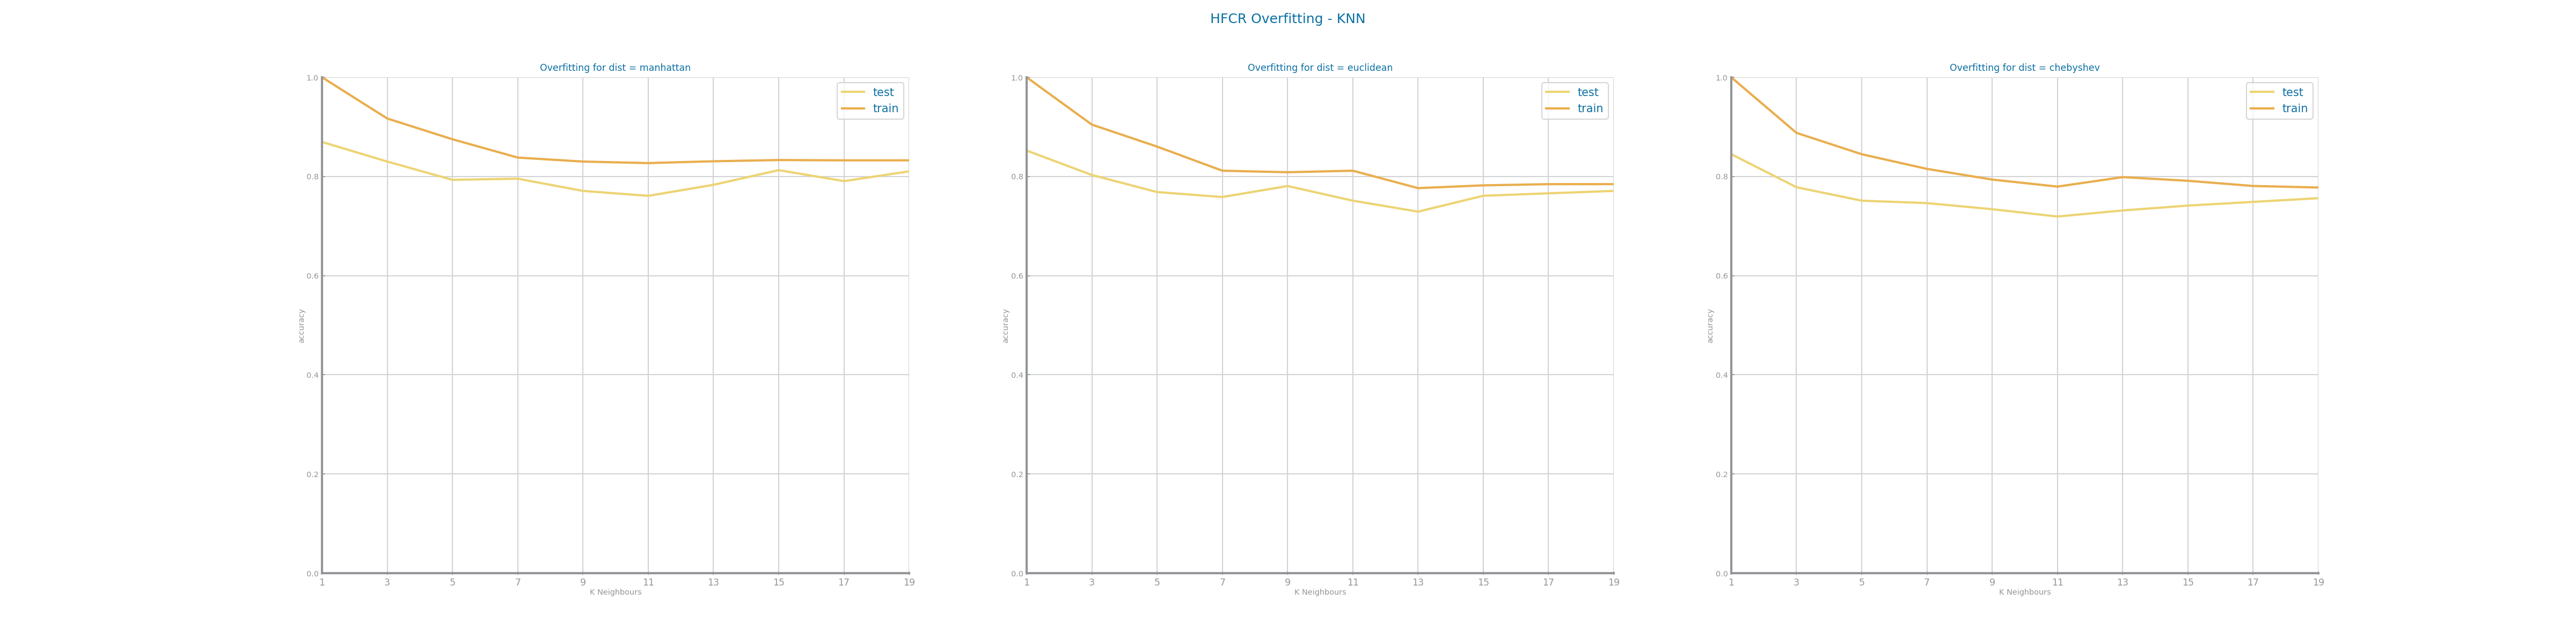 HFCR Overfitting - KNN
Overfitting for dist = manhattan
test
train
1.0
0.8
0.6
0.4
0.2
0.0
accuracy
1 3 5 7 9 11 13 15 17 19
K Neighbours
Overfitting for dist = euclidean
test
train
1.0
0.8
0.6
0.4
0.2
0.0
accuracy
1 3 5 7 9 11 13 15 17 19
K Neighbours
Overfitting for dist = chebyshev
test
train
1.0
0.8
0.6
0.4
0.2
0.0
accuracy
1 3 5 7 9 11 13 15 17 19
K Neighbours